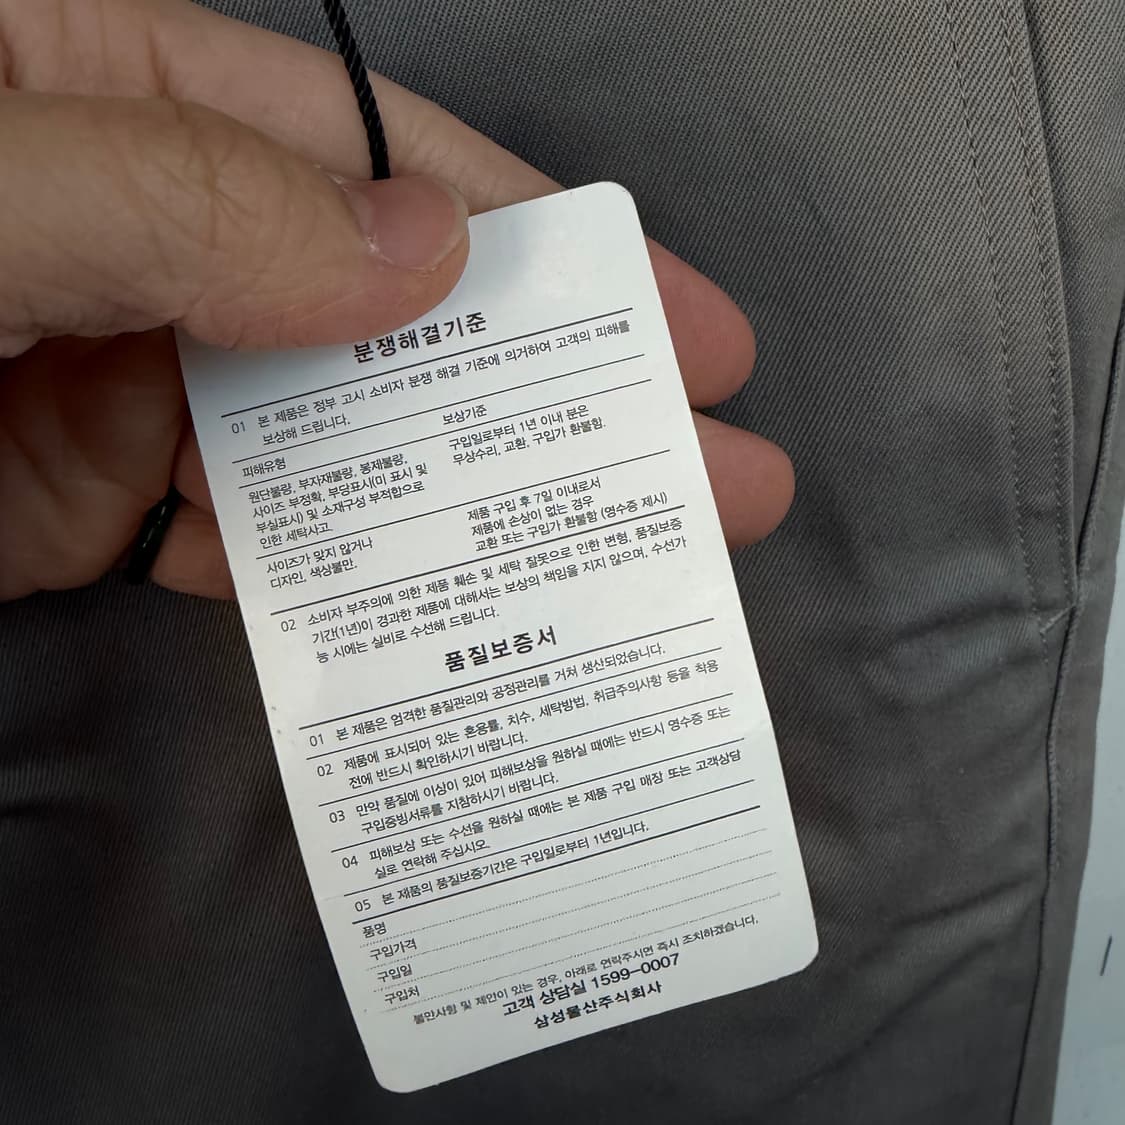 분쟁해결기준
01 본 제품은 정부 고시 소비자 분쟁 해결 기준에 의거하여 고객의 피해를
보상해 드립니다.
피해유형 보상기준
원단불량, 부자재불량, 봉제불량, 구입일로부터 1년 이내 분은
사이즈 부정확, 부당표시(미 표시 및 무상수리, 교환, 구입가 환불함.
부실표시) 및 소재구성 부적합으로
인한 세탁사고.
사이즈가 맞지 않거나 제품 구입 후 7일 이내로서
디자인, 색상불만. 제품에 손상이 없는 경우
교환 또는 구입가 환불함 (영수증 제시)
02 소비자 부주의에 의한 제품 훼손 및 세탁 잘못으로 인한 변형, 품질보증
기간(1년)이 경과한 제품에 대해서는 보상의 책임을 지지 않으며, 수선가
능 시에는 실비로 수선해 드립니다.
품질보증서
01 본 제품은 엄격한 품질관리와 공정관리를 거쳐 생산되었습니다.
02 제품에 표시되어 있는 혼용률, 치수, 세탁방법, 취급주의사항 등을 착용
전에 반드시 확인하시기 바랍니다.
03 만약 품질에 이상이 있어 피해보상을 원하실 때에는 반드시 영수증 또는
구입증빙서류를 지참하시기 바랍니다.
04 피해보상 또는 수선을 원하실 때에는 본 제품 구입 매장 또는 고객상담
실로 연락해 주십시오.
05 본 제품의 품질보증기간은 구입일로부터 1년입니다.
품명
구입가격
구입일
구입처
불만사항 및 제안이 있는 경우, 아래로 연락주시면 즉시 조치하겠습니다.
고객 상담실 1599-0007
삼성물산주식회사